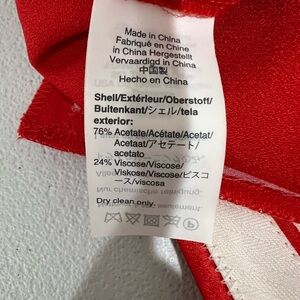 Made in China
Fabriqué en Chine
In China Hergestellt
Vervaardigd in China
中国製
Hecho en China
Shell/Extérieur/Oberstoff/
Buitenkant/シェル/tela
exterior:
76% Acetate/Acétate/Acetat/
Acetaat/アセテート/
acetato
24% Viscose/Viscose/
Viskose/Viscose/ビスコ
ース/viscosa
Dry clean only.